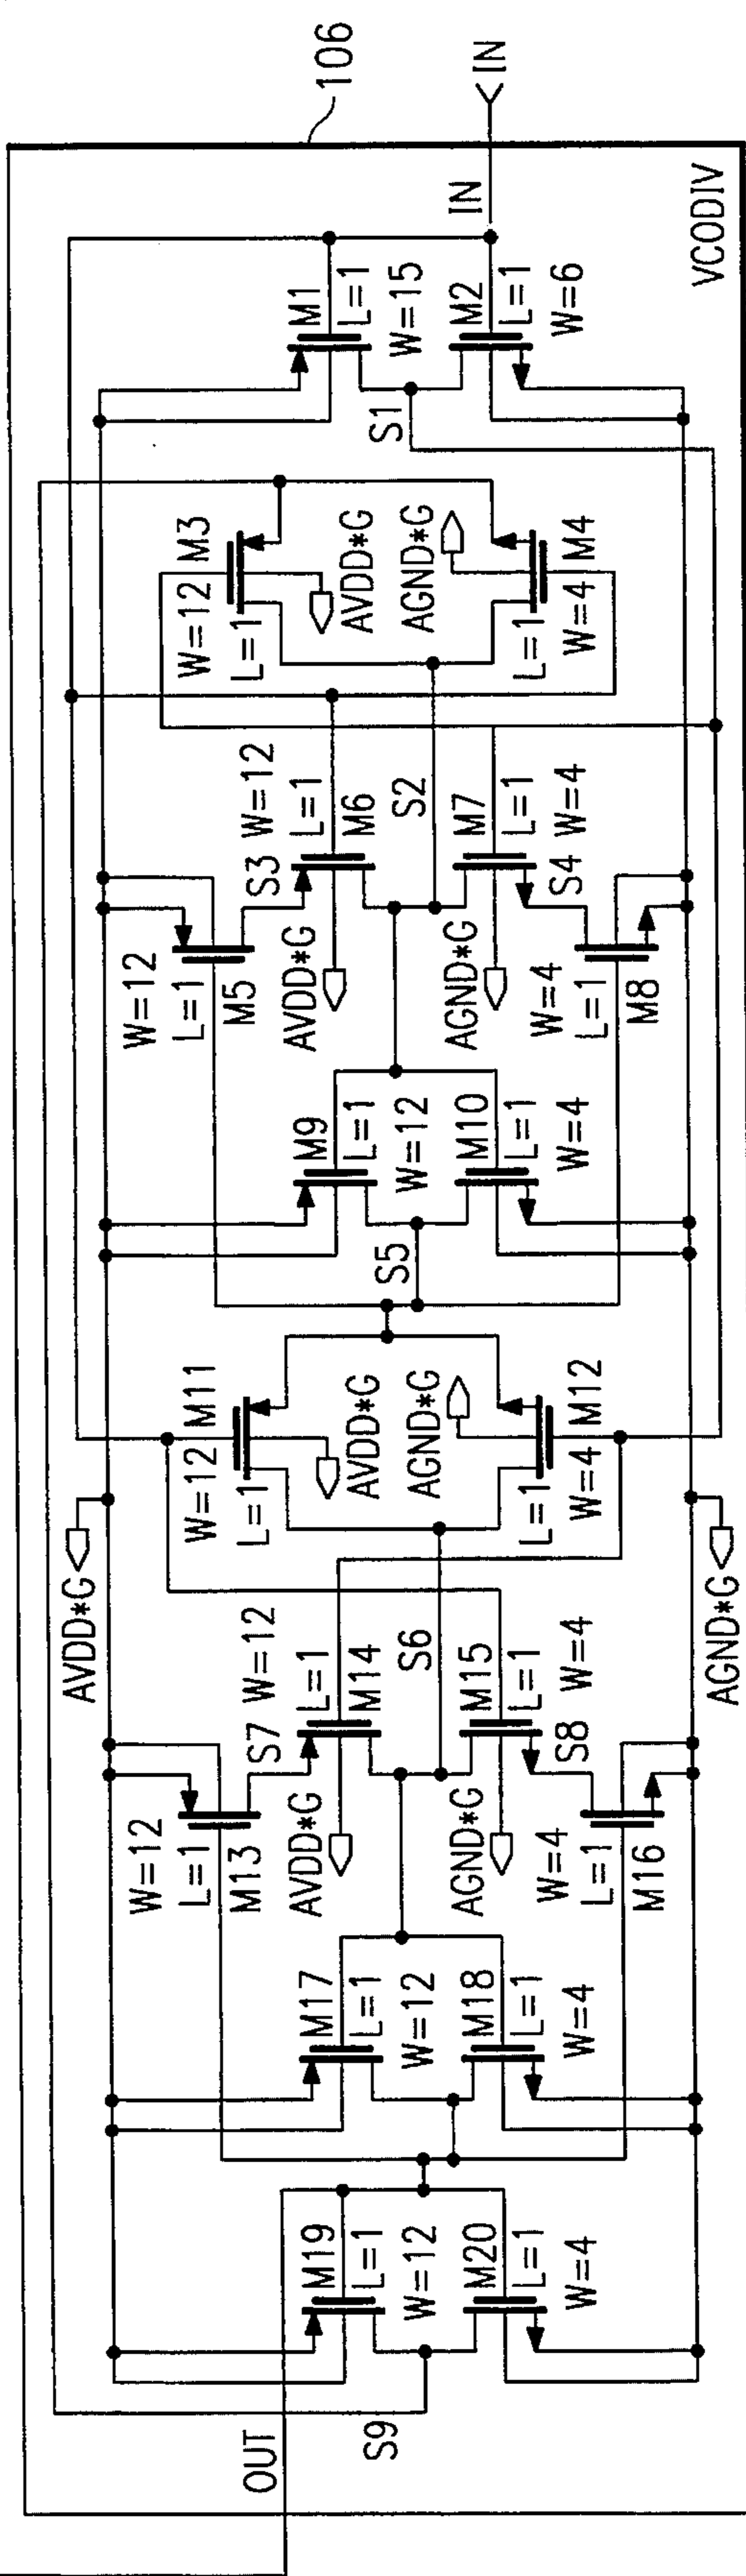 106
IN
IN
VCODIV
M1
L=1
W=15
M2
L=1
W=6
S1
M3
W=12
L=1
AVDD*G
AGND*G
M4
L=1
W=4
S2
W=12
L=1
M6
S3
AVDD*G
M7
L=1
W=4
S4
AGND*G
W=12
L=1
M5
W=4
L=1
M8
M9
L=1
W=12
M10
L=1
W=4
S5
M11
W=12
L=1
AVDD*G
AGND*G
M12
L=1
W=4
AVDD*G
AGND*G
S6
W=12
L=1
M14
S7
AVDD*G
M15
L=1
W=4
S8
AGND*G
W=12
L=1
M13
W=4
L=1
M16
M17
L=1
W=12
M18
L=1
W=4
M19
L=1
W=12
M20
L=1
W=4
OUT
S9